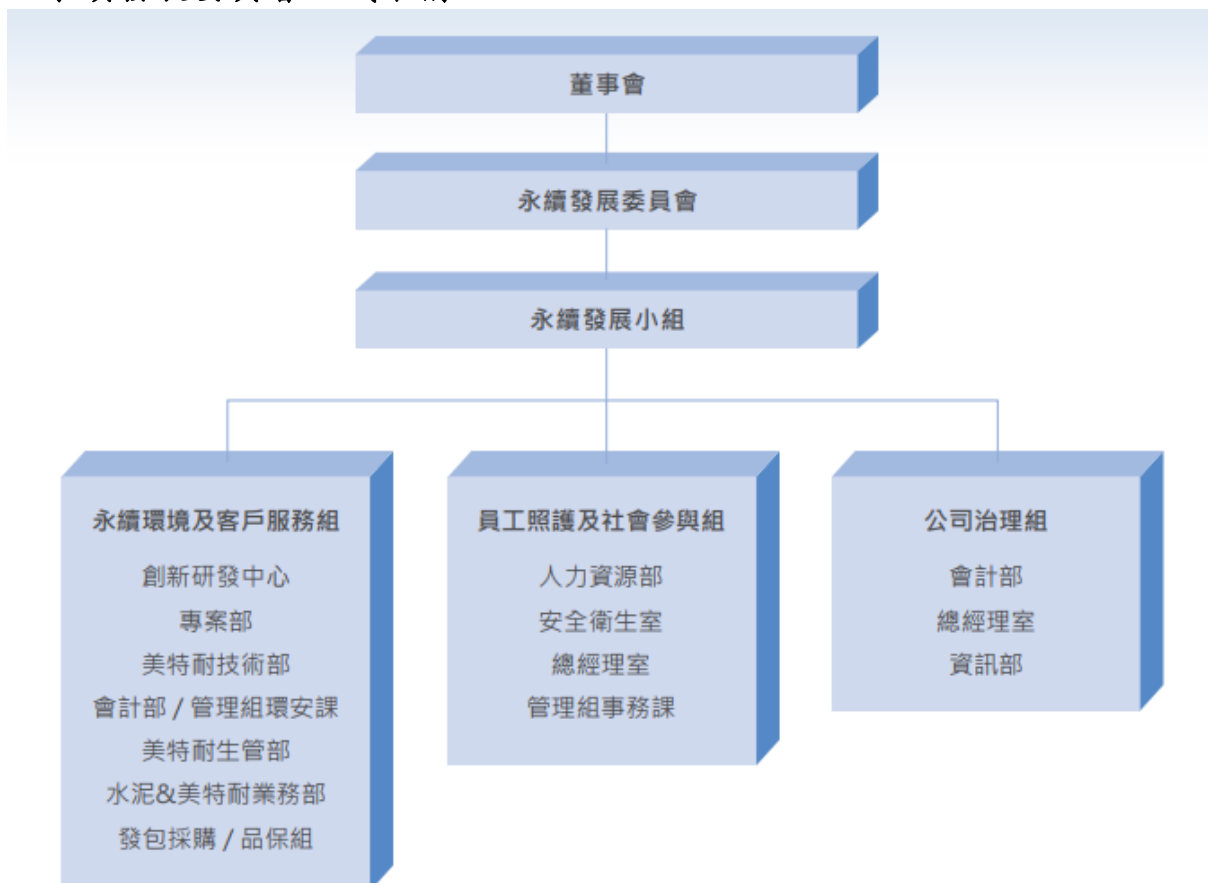 董事會
永續發展委員會
永續發展小組
永續環境及客戶服務組
創新研發中心
專案部
美特耐技術部
會計部 / 管理組環安課
美特耐生管部
水泥&美特耐業務部
發包採購 / 品保組
員工照護及社會參與組
人力資源部
安全衛生室
總經理室
管理組事務課
公司治理組
會計部
總經理室
資訊部